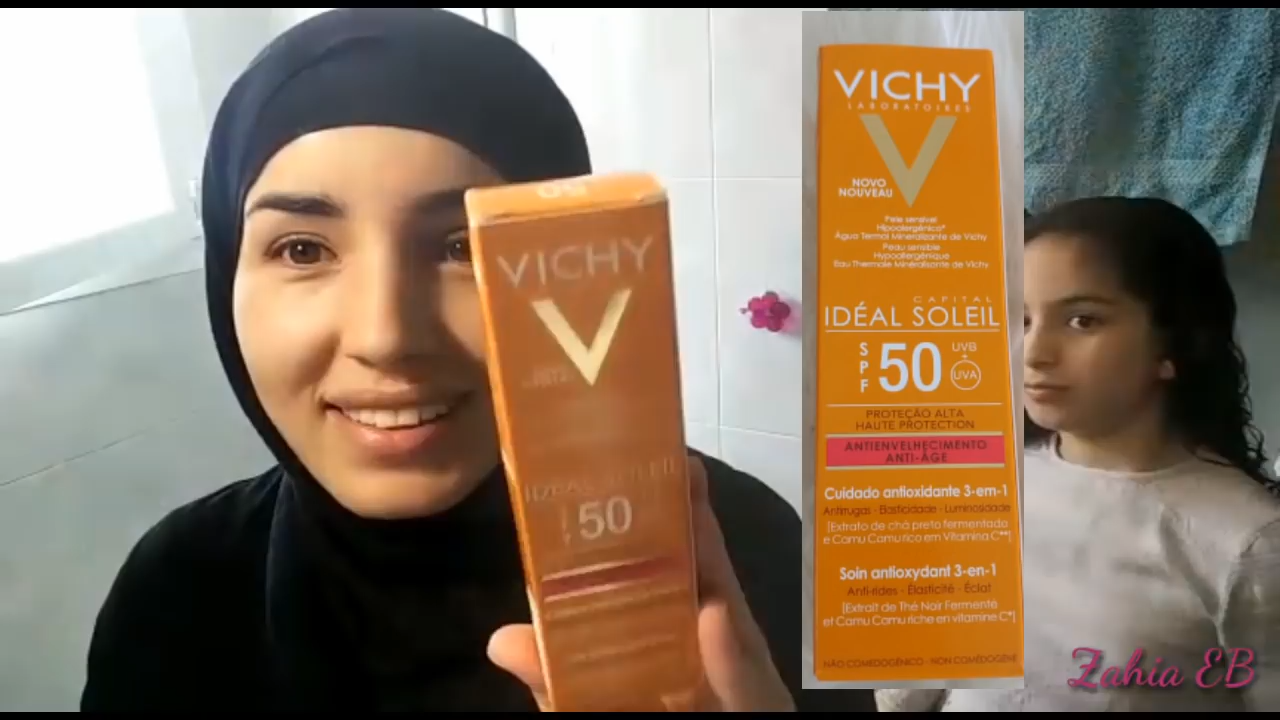 50
VICHY
IDÉAL SOLEIL
50
VICHY
LABORATOIRES
NOVO
NOUVEAU
Pele sensível
Hipoalergénico*
Água Termal Mineralizante de Vichy
Peau sensible
Hypoallergénique
Eau Thermale Minéralisante de Vichy
CAPITAL
IDÉAL SOLEIL
SPF 50 UVB + UVA
PROTEÇÃO ALTA
HAUTE PROTECTION
ANTIENVELHECIMENTO
ANTI-ÂGE
Cuidado antioxidante 3-em-1
Antirrugas - Elasticidade - Luminosidade
[Extrato de chá preto fermentado
e Camu Camu rico em Vitamina C**]
Soin antioxydant 3-en-1
Anti-rides - Élasticité - Éclat
[Extrait de Thé Noir Fermenté
et Camu Camu riche en vitamine C*]
NÃO COMEDOGÉNICO - NON COMÉDOGÈNE
Zahia EB